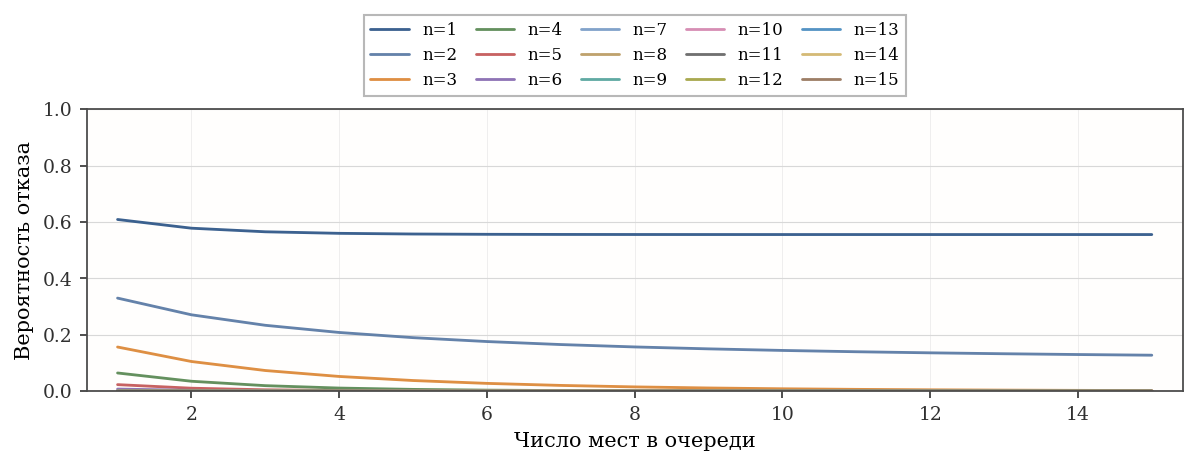 n=1 n=4 n=7 n=10 n=13
n=2 n=5 n=8 n=11 n=14
n=3 n=6 n=9 n=12 n=15
1.0
0.8
0.6
0.4
0.2
0.0
Вероятность отказа
2 4 6 8 10 12 14
Число мест в очереди